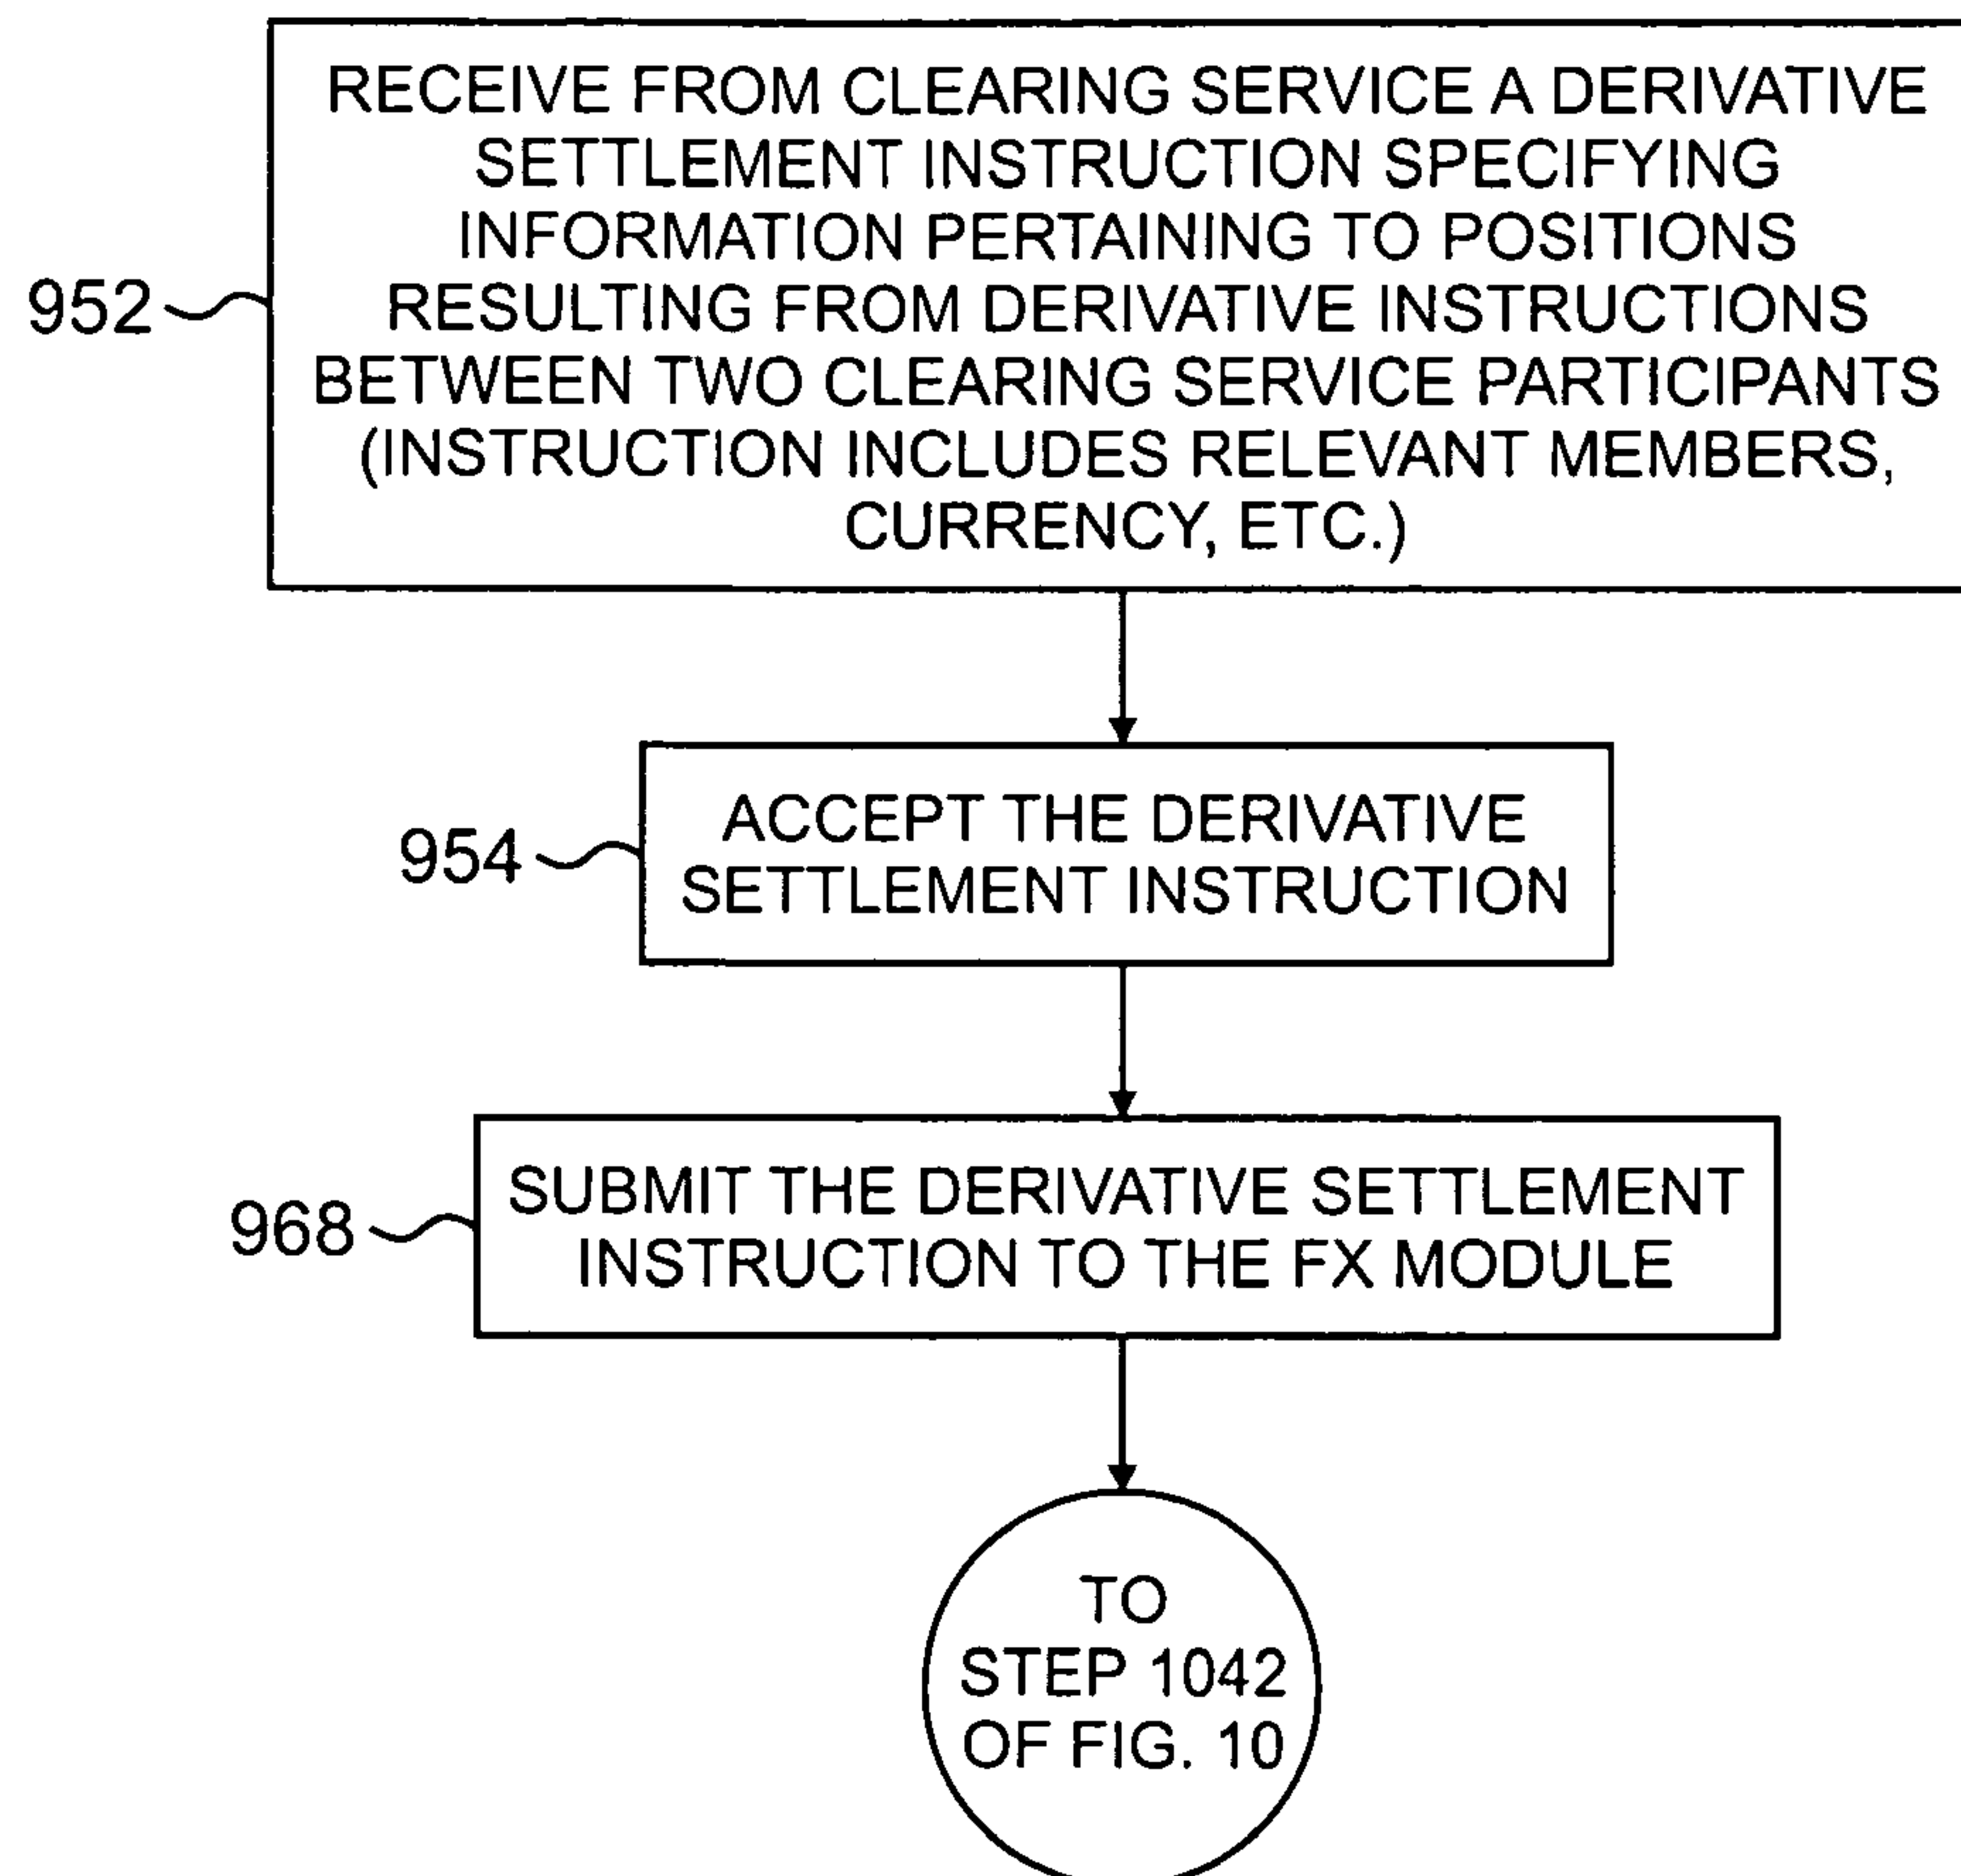 RECEIVE FROM CLEARING SERVICE A DERIVATIVE
SETTLEMENT INSTRUCTION SPECIFYING
INFORMATION PERTAINING TO POSITIONS
RESULTING FROM DERIVATIVE INSTRUCTIONS
BETWEEN TWO CLEARING SERVICE PARTICIPANTS
(INSTRUCTION INCLUDES RELEVANT MEMBERS,
CURRENCY, ETC.)
952
ACCEPT THE DERIVATIVE
SETTLEMENT INSTRUCTION
954
SUBMIT THE DERIVATIVE SETTLEMENT
INSTRUCTION TO THE FX MODULE
968
TO
STEP 1042
OF FIG. 10